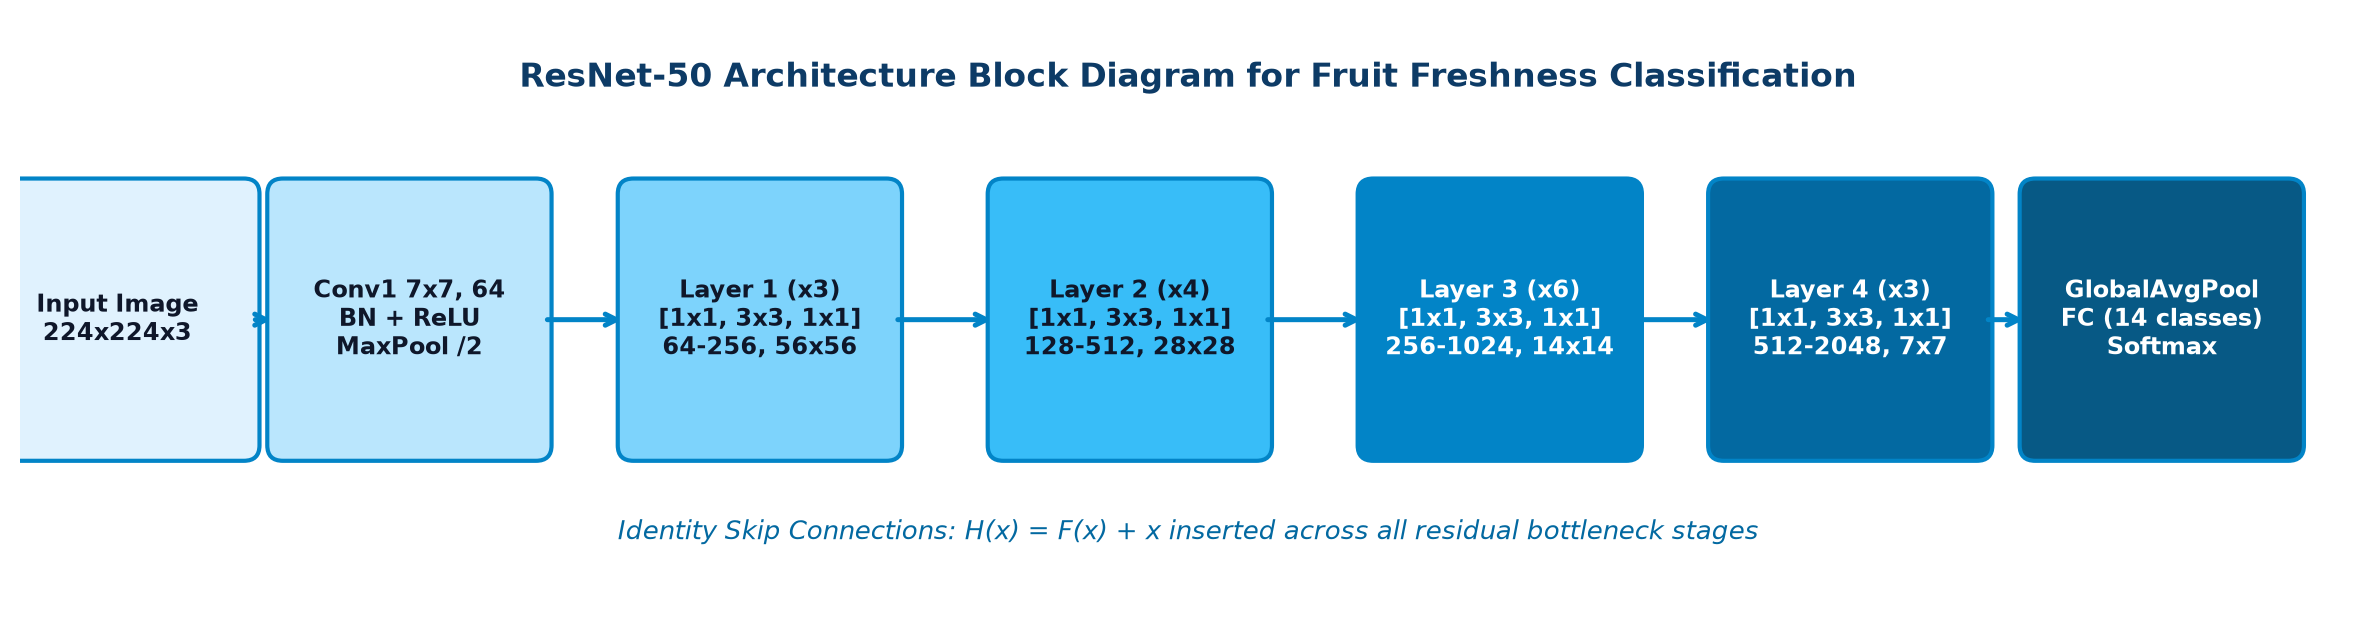 ResNet-50 Architecture Block Diagram for Fruit Freshness Classification
Input Image
224x224x3
Conv1 7x7, 64
BN + ReLU
MaxPool /2
Layer 1 (x3)
[1x1, 3x3, 1x1]
64-256, 56x56
Layer 2 (x4)
[1x1, 3x3, 1x1]
128-512, 28x28
Layer 3 (x6)
[1x1, 3x3, 1x1]
256-1024, 14x14
Layer 4 (x3)
[1x1, 3x3, 1x1]
512-2048, 7x7
GlobalAvgPool
FC (14 classes)
Softmax
Identity Skip Connections: H(x) = F(x) + x inserted across all residual bottleneck stages